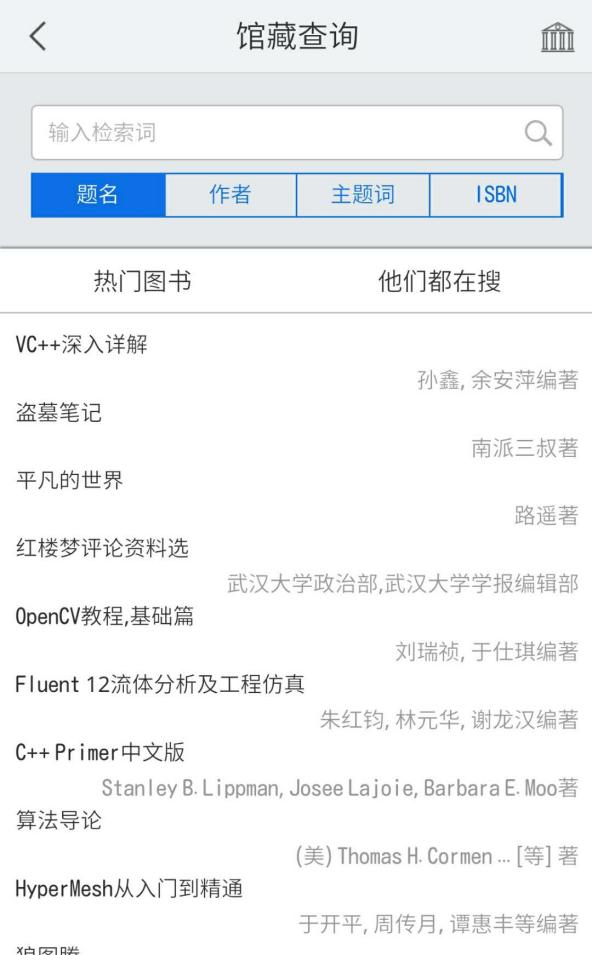 馆藏查询
输入检索词
题名 作者 主题词 ISBN
热门图书 他们都在搜
VC++深入详解
孙鑫, 余安萍编著
盗墓笔记
南派三叔著
平凡的世界
路遥著
红楼梦评论资料选
武汉大学政治部,武汉大学学报编辑部
OpenCV教程,基础篇
刘瑞祯, 于仕琪编著
Fluent 12流体分析及工程仿真
朱红钧, 林元华, 谢龙汉编著
C++ Primer中文版
Stanley B. Lippman, Josee Lajoie, Barbara E. Moo著
算法导论
(美) Thomas H. Cormen ... [等] 著
HyperMesh从入门到精通
于开平, 周传月, 谭惠丰等编著
狼图腾